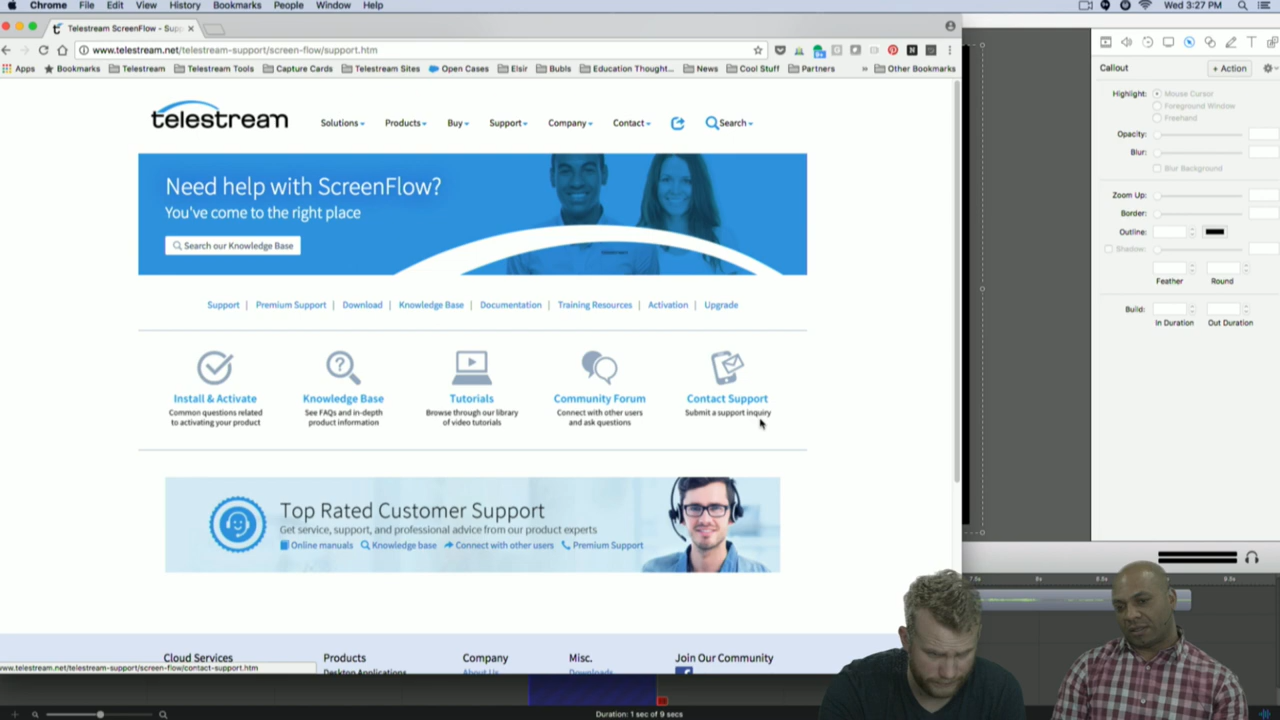 Chrome File Edit View History Bookmarks People Window Help
Wed 3:27 PM
Telestream ScreenFlow - Supp
www.telestream.net/telestream-support/screen-flow/support.htm
Apps Bookmarks Telestream Telestream Tools Capture Cards Telestream Sites Open Cases Elsir Bubls Education Thought... News Cool Stuff Partners » Other Bookmarks
telestream
Solutions Products Buy Support Company Contact Search
Need help with ScreenFlow?
You've come to the right place
Search our Knowledge Base
Support | Premium Support | Download | Knowledge Base | Documentation | Training Resources | Activation | Upgrade
Install & Activate
Common questions related
to activating your product
Knowledge Base
See FAQs and in-depth
product information
Tutorials
Browse through our library
of video tutorials
Community Forum
Connect with other users
and ask questions
Contact Support
Submit a support inquiry
Top Rated Customer Support
Get service, support, and professional advice from our product experts
Online manuals Knowledge base Connect with other users Premium Support
Cloud Services Products Company Misc. Join Our Community
www.telestream.net/telestream-support/screen-flow/contact-support.htm
Desktop Applications About Us Downloads
Callout
+ Action
Highlight: Mouse Cursor
Foreground Window
Freehand
Opacity:
Blur:
Blur Background
Zoom Up:
Border:
Outline:
Shadow:
Feather Round
Build:
In Duration Out Duration
Duration: 1 sec of 9 secs